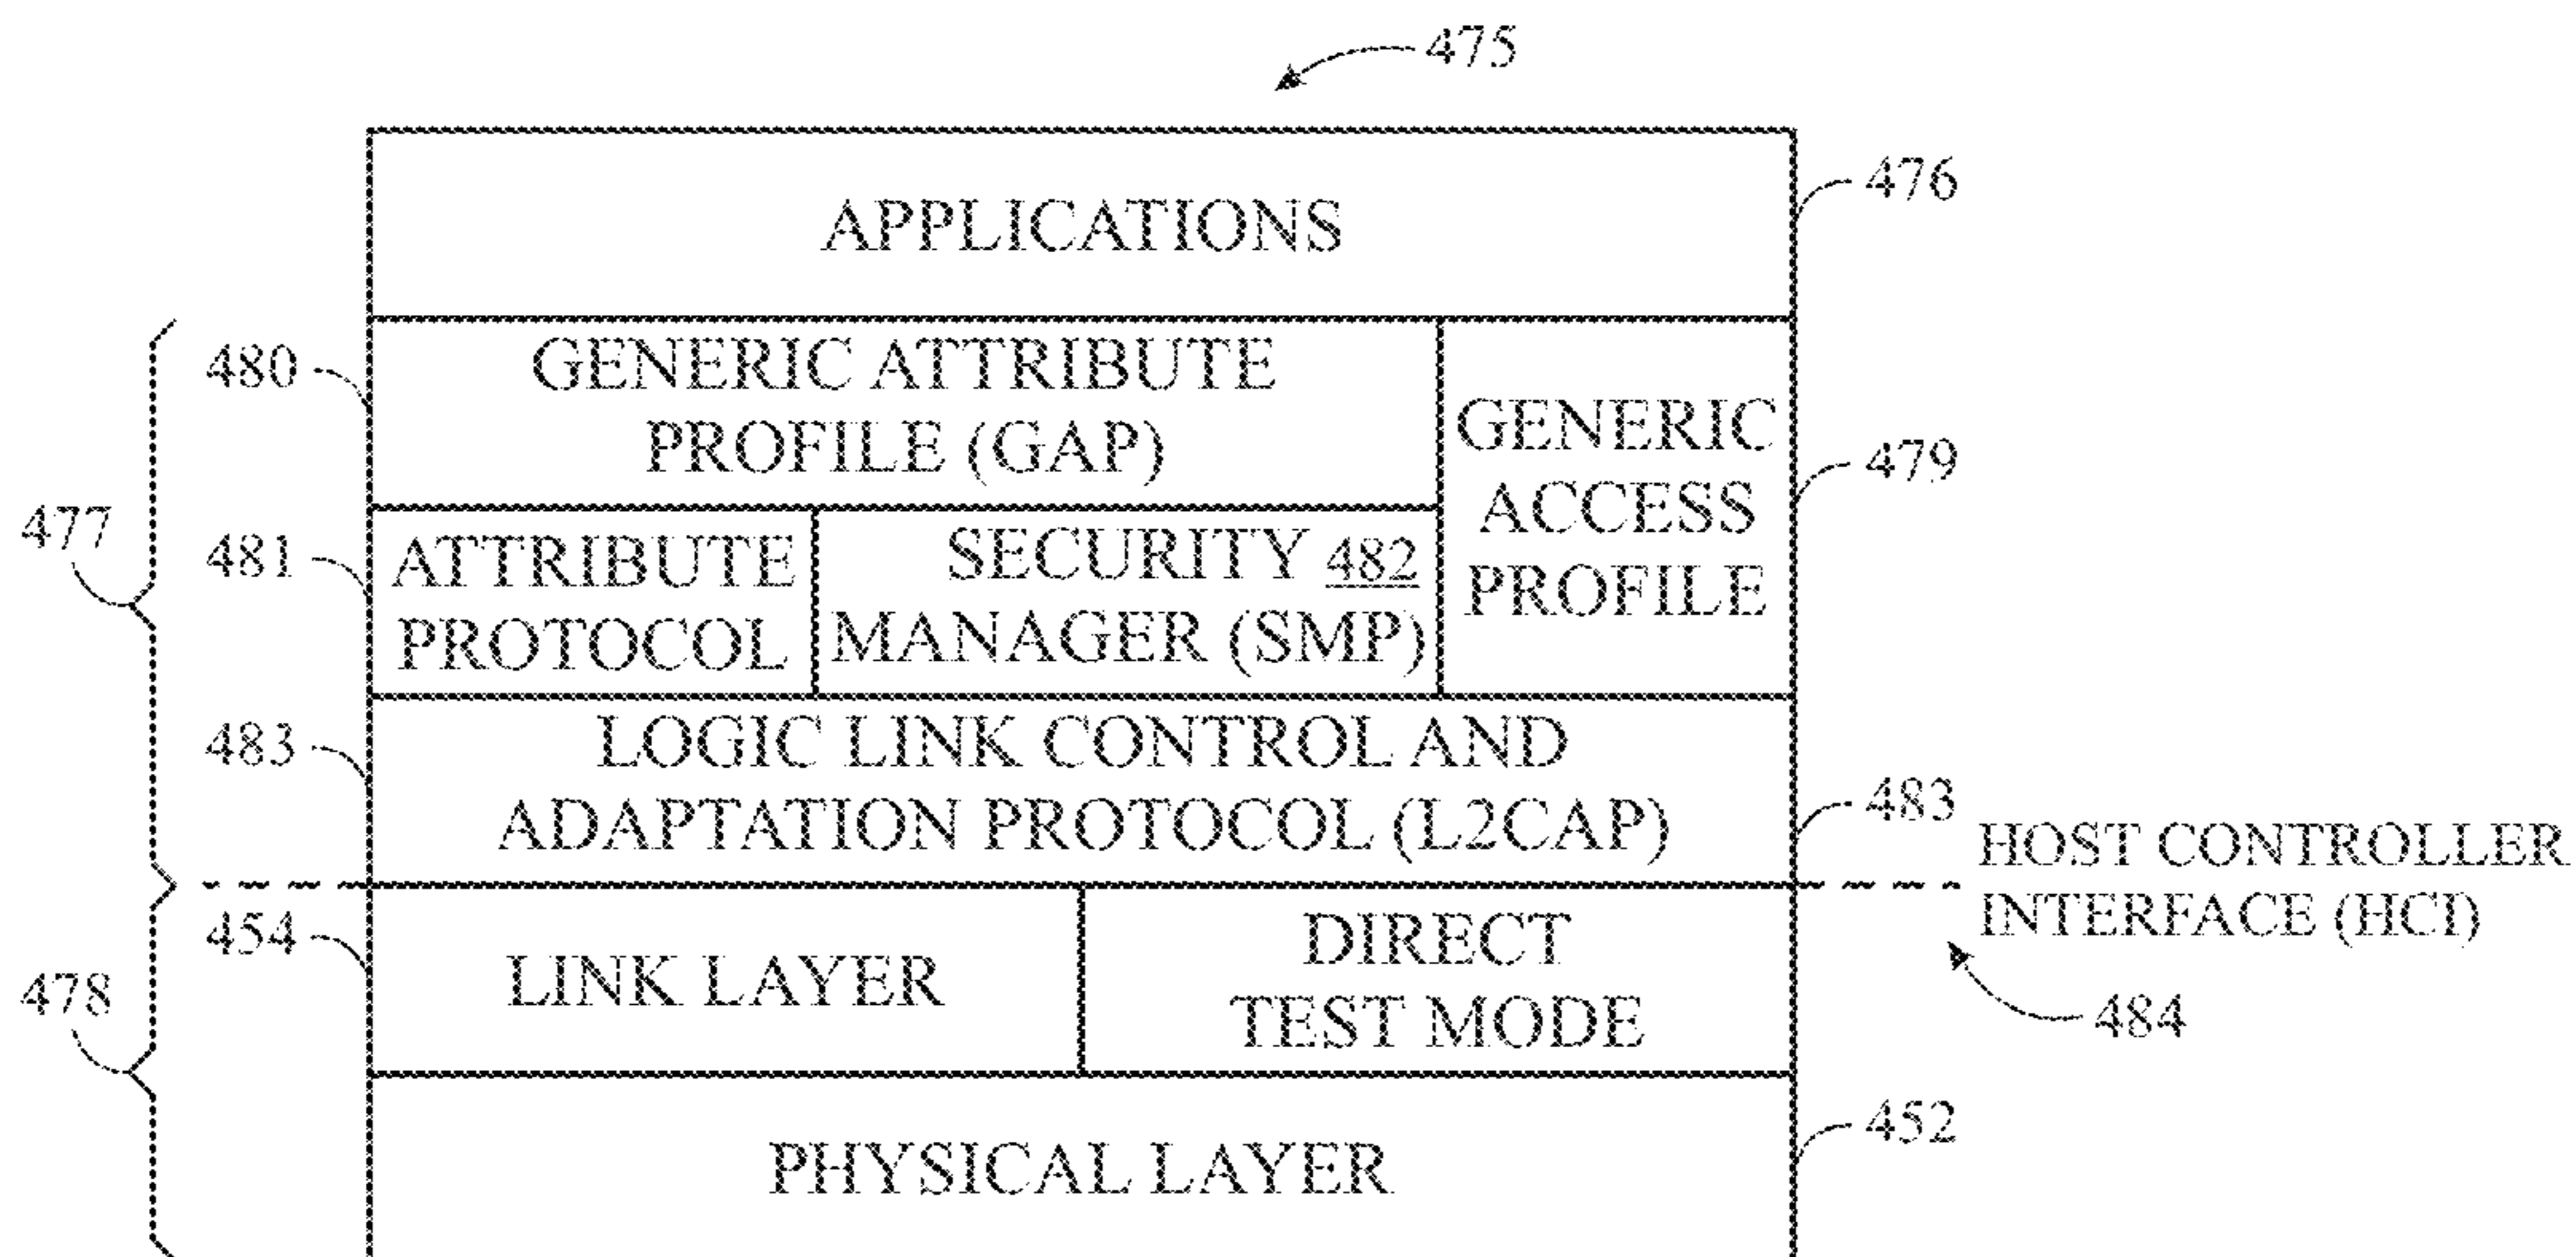 475
APPLICATIONS
476
477
480
GENERIC ATTRIBUTE
PROFILE (GAP)
GENERIC
ACCESS
PROFILE
479
481
ATTRIBUTE
PROTOCOL
SECURITY 482
MANAGER (SMP)
483
LOGIC LINK CONTROL AND
ADAPTATION PROTOCOL (L2CAP)
483
HOST CONTROLLER
INTERFACE (HCI)
484
478
454
LINK LAYER
DIRECT
TEST MODE
PHYSICAL LAYER
452